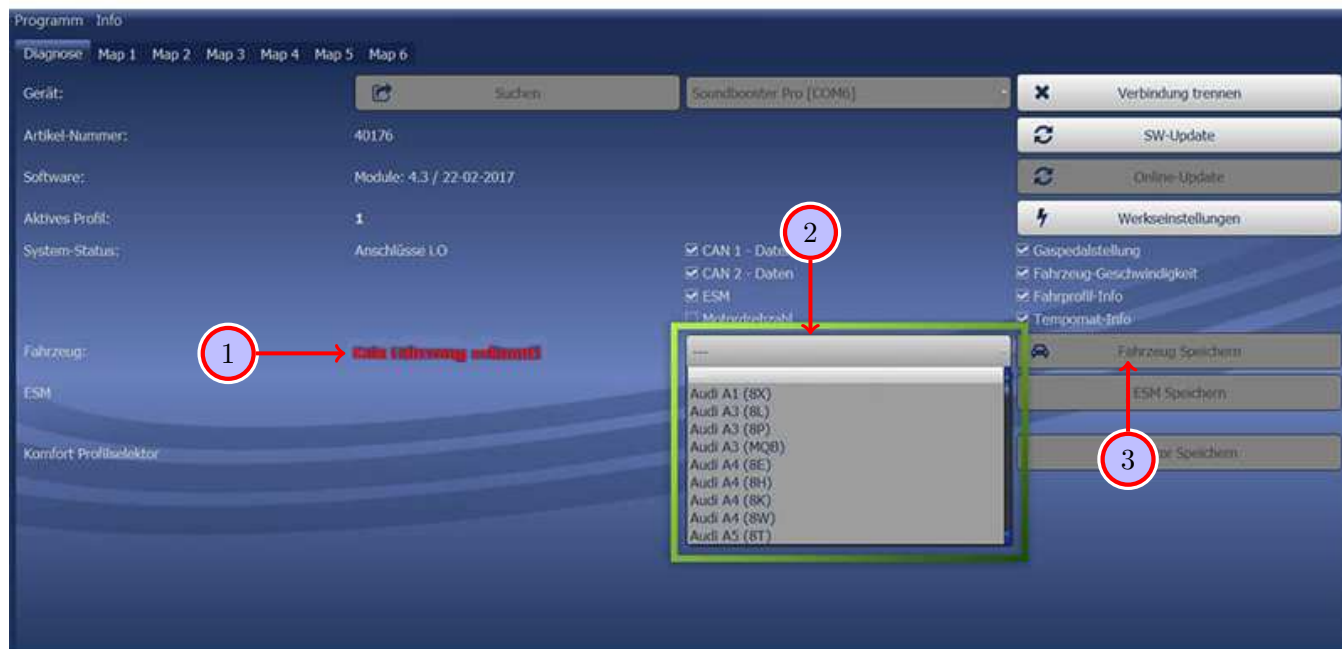 Programm Info
Diagnose Map 1 Map 2 Map 3 Map 4 Map 5 Map 6
Gerät: Suchen Soundbooster Pro [COM6] Verbindung trennen
Artikel-Nummer: 40176 SW-Update
Software: Module: 4.3 / 22-02-2017 Online-Update
Aktives Profil: 1 Werkseinstellungen
2
System-Status: Anschlüsse I.O CAN 1 - Daten Gaspedalstellung
CAN 2 - Daten Fahrzeug-Geschwindigkeit
ESM Fahrprofil-Info
Motordrehzahl Tempomat-Info
Fahrzeug: 1 Kein --- Fahrzeug Speichern
Audi A1 (8X)
ESM ESM Speichern
Audi A3 (8L)
Audi A3 (8P)
Audi A3 (MQB)
Komfort Profilselektor 3 Speichern
Audi A4 (8E)
Audi A4 (8H)
Audi A4 (8K)
Audi A4 (8W)
Audi A5 (8T)